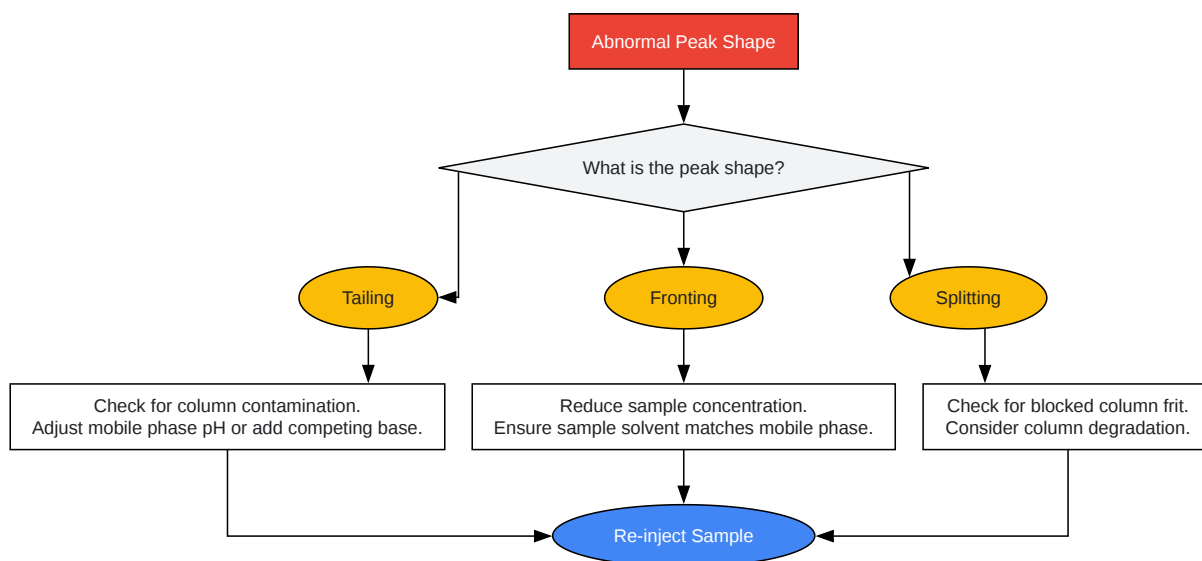 Abnormal Peak Shape
What is the peak shape?
Tailing
Fronting
Splitting
Check for column contamination.
Adjust mobile phase pH or add competing base.
Reduce sample concentration.
Ensure sample solvent matches mobile phase.
Check for blocked column frit.
Consider column degradation.
Re-inject Sample